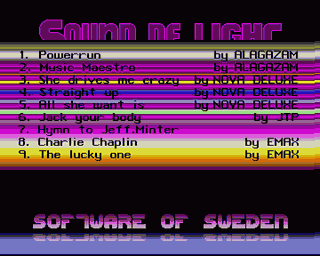 SOUND OF LIGHT
1. Powerrun by ALAGAZAM
2. Music Maestro by ALAGAZAM
3. She drives me crazy by NOVA DELUXE
4. Straight up by NOVA DELUXE
5. All she want is by NOVA DELUXE
6. Jack your body by JTP
7. Hymn to Jeff.Minter
8. Charlie Chaplin by EMAX
9. The lucky one by EMAX
SOFTWARE OF SWEDEN